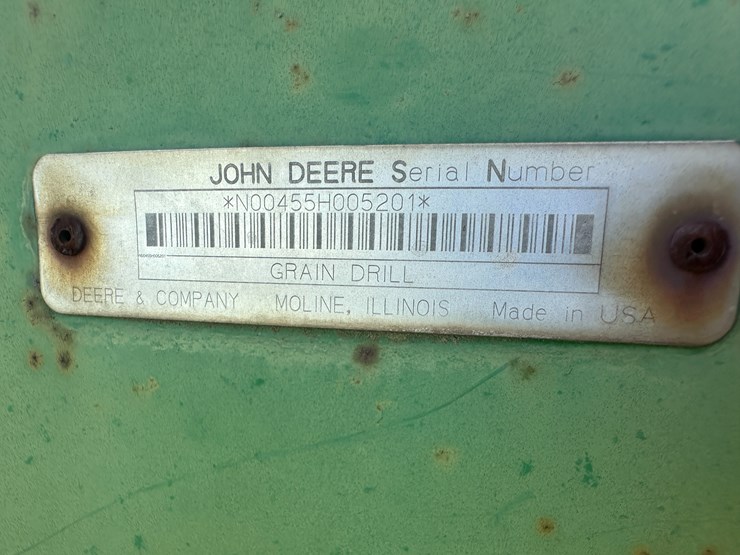 JOHN DEERE Serial Number
*N00455H005201*
GRAIN DRILL
DEERE & COMPANY MOLINE, ILLINOIS Made in USA